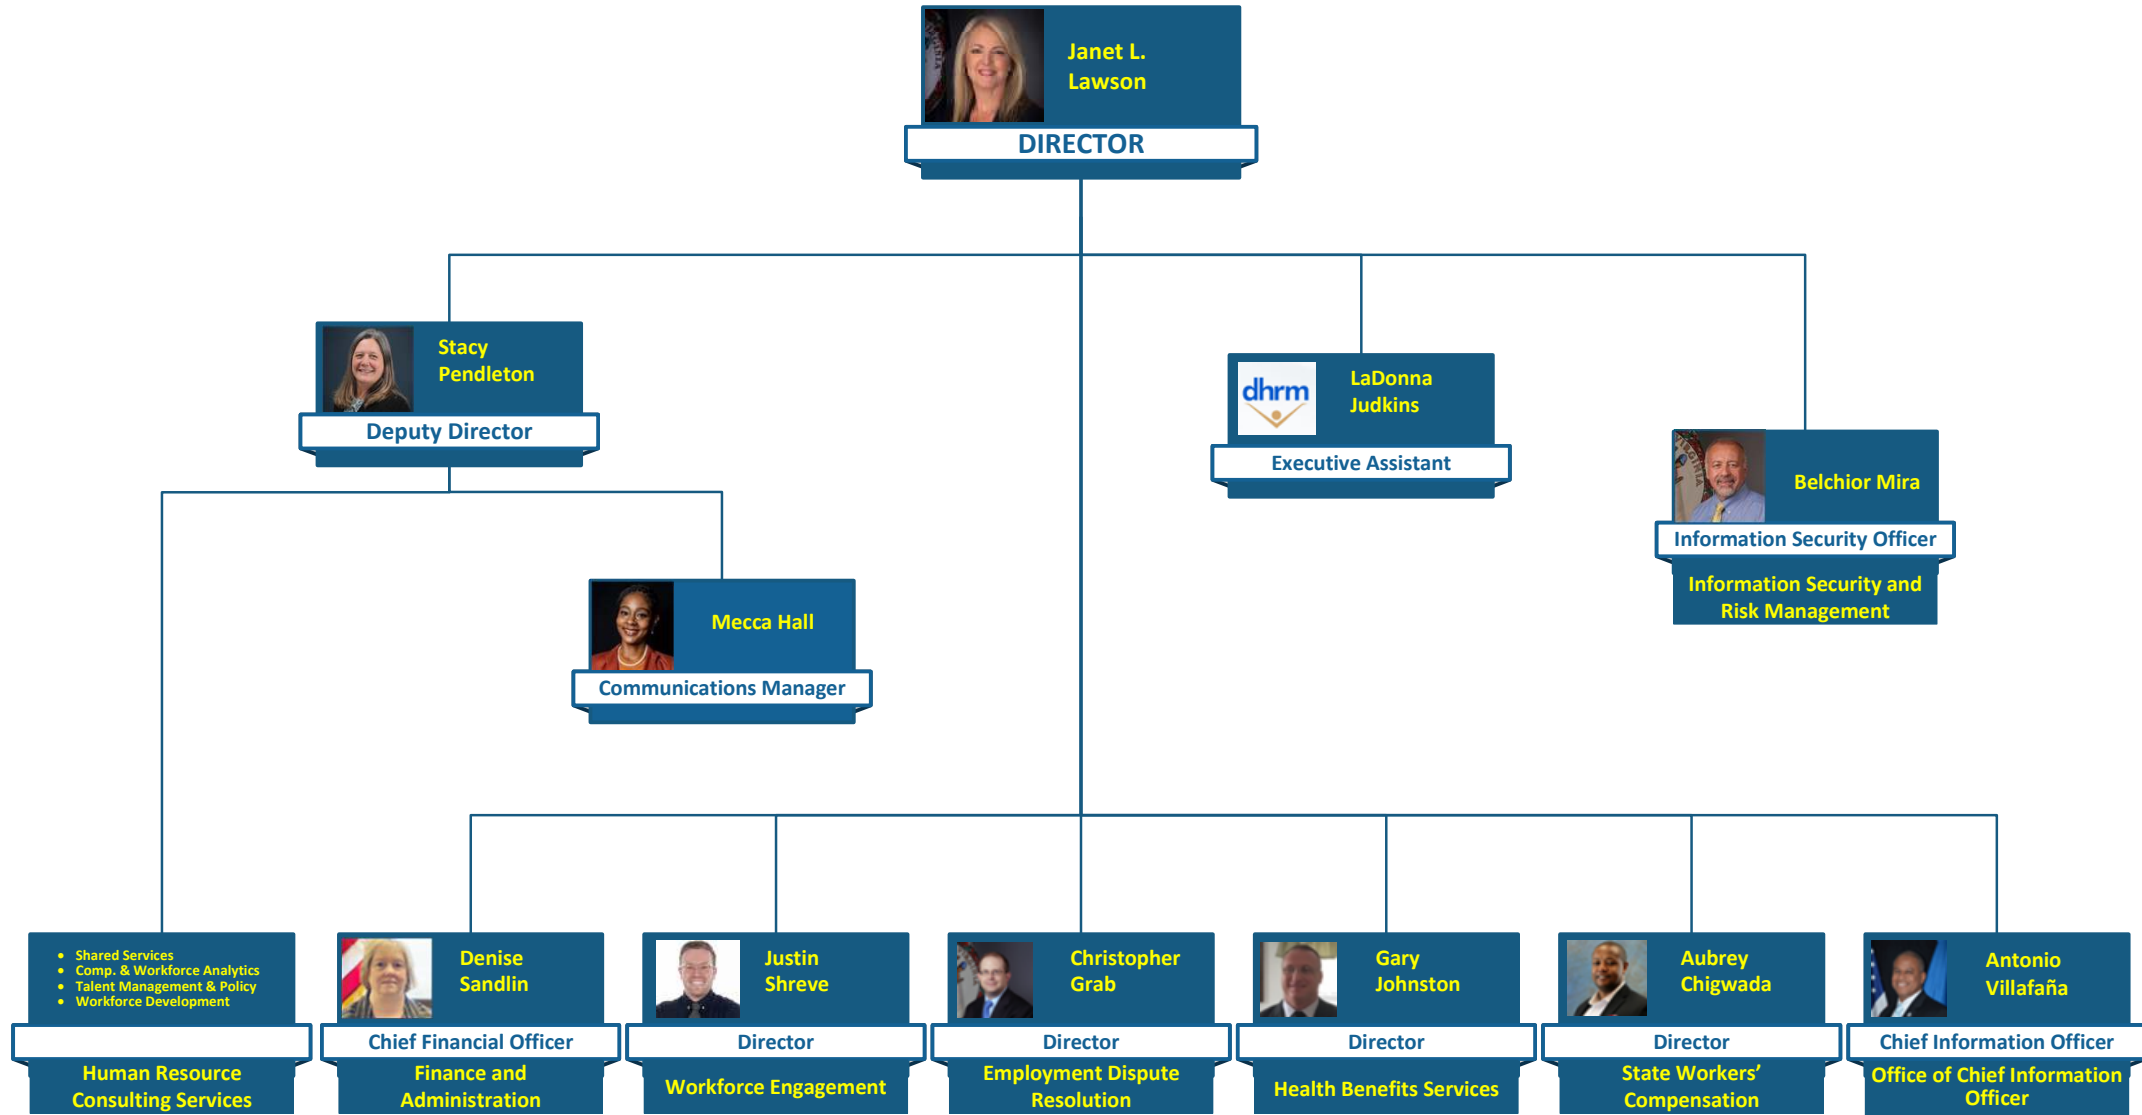 Janet L.
Lawson
DIRECTOR
Stacy
Pendleton
Deputy Director
dhrm
LaDonna
Judkins
Executive Assistant
Belchior Mira
Information Security Officer
Information Security and
Risk Management
Mecca Hall
Communications Manager
• Shared Services
• Comp. & Workforce Analytics
• Talent Management & Policy
• Workforce Development
Human Resource
Consulting Services
Denise
Sandlin
Chief Financial Officer
Finance and
Administration
Justin
Shreve
Director
Workforce Engagement
Christopher
Grab
Director
Employment Dispute
Resolution
Gary
Johnston
Director
Health Benefits Services
Aubrey
Chigwada
Director
State Workers’
Compensation
Antonio
Villafaña
Chief Information Officer
Office of Chief Information
Officer